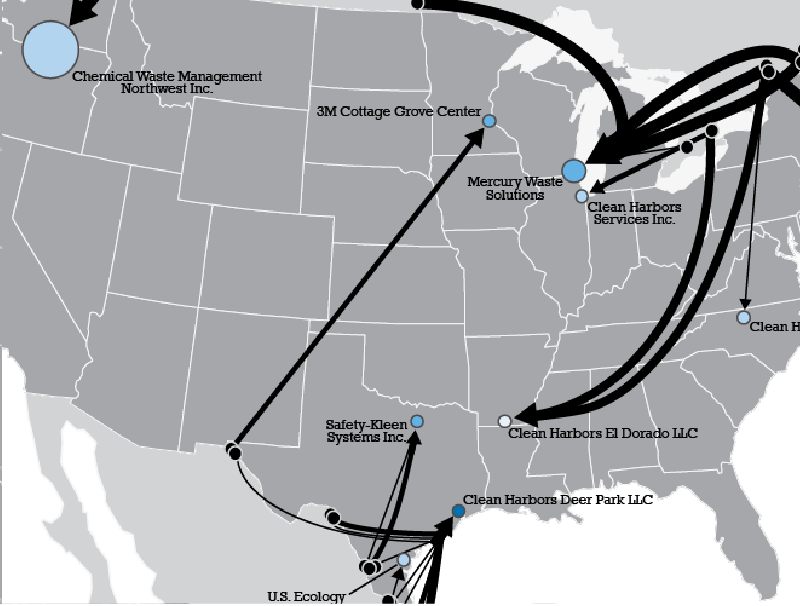 Chemical Waste Management
Northwest Inc.
3M Cottage Grove Center
Mercury Waste
Solutions
Clean Harbors
Services Inc.
Clean H
Safety-Kleen
Systems Inc.
Clean Harbors El Dorado LLC
Clean Harbors Deer Park LLC
U.S. Ecology